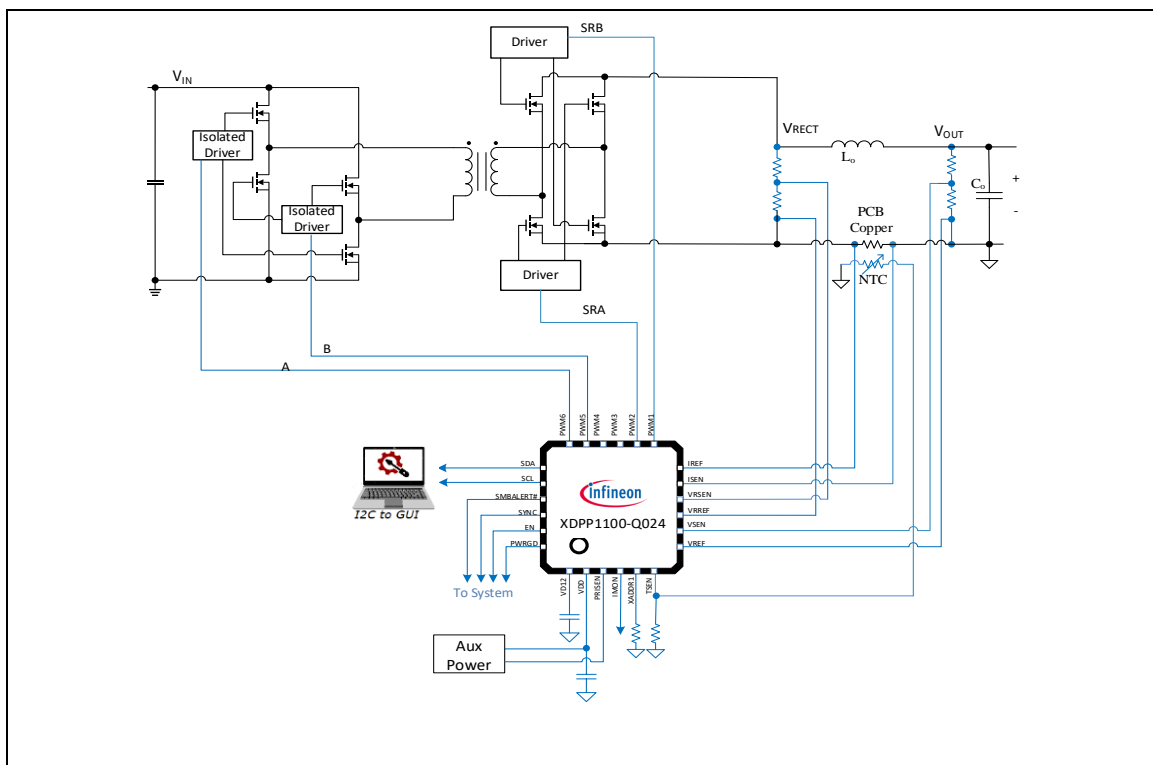 SRB
Driver
VIN
Isolated
Driver
Isolated
Driver
VRECT
VOUT
Lo
Co
+
-
PCB
Copper
NTC
Driver
SRA
B
A
PWM6
PWM5
PWM4
PWM3
PWM2
PWM1
SDA
SCL
SMBALERT#
SYNC
EN
PWRGD
IREF
ISEN
VRSEN
VRREF
VSEN
VREF
infineon
XDPP1100-Q024
I2C to GUI
To System
VD12
VDD
PRISEN
IMON
XADDR1
TSEN
Aux
Power